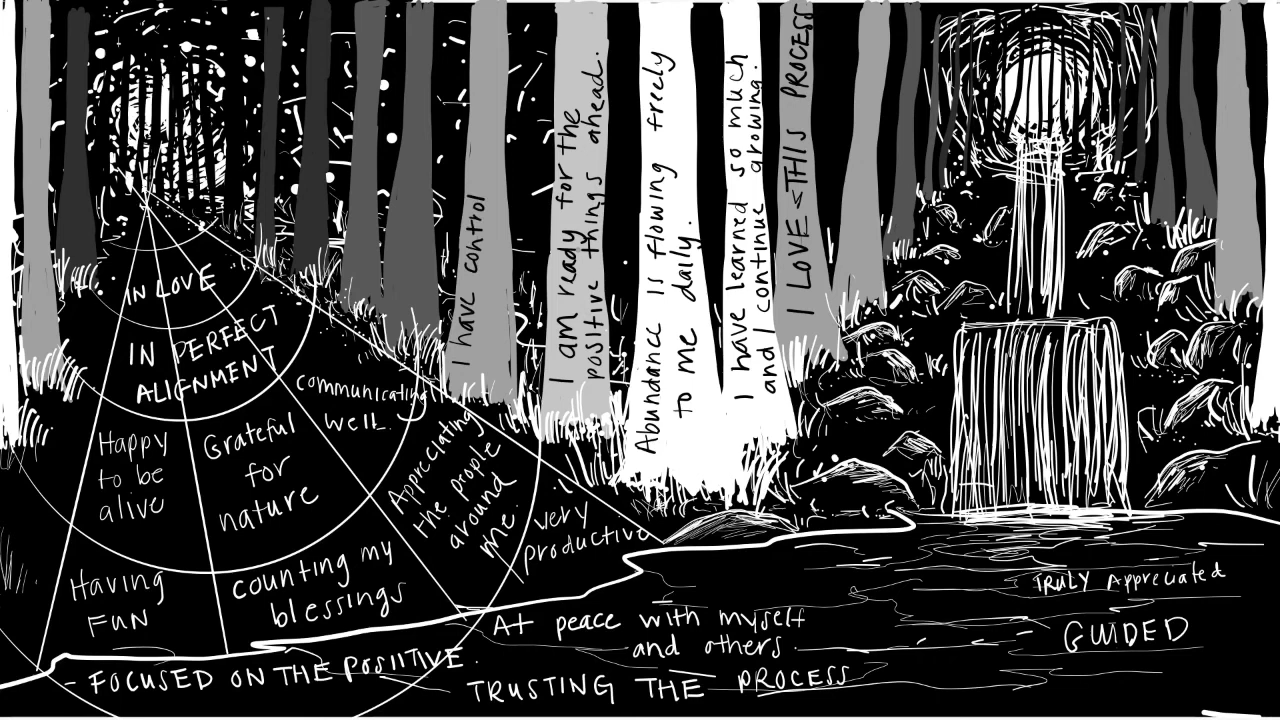 IN LOVE
IN PERFECT
ALIGNMENT
communicating
well.
Happy
to be
alive
Grateful
for
nature
Appreciating
the people
around
me.
very
productive
Having
FUN
counting my
blessings
I have control
I am ready for the
positive things ahead.
Abundance is flowing freely
to me daily.
I have learned so much
and I continue growing.
I LOVE THIS PROCESS
At peace with myself
and others.
- FOCUSED ON THE POSIITIVE.
TRUSTING THE PROCESS
TRULY Appreciated
GUIDED